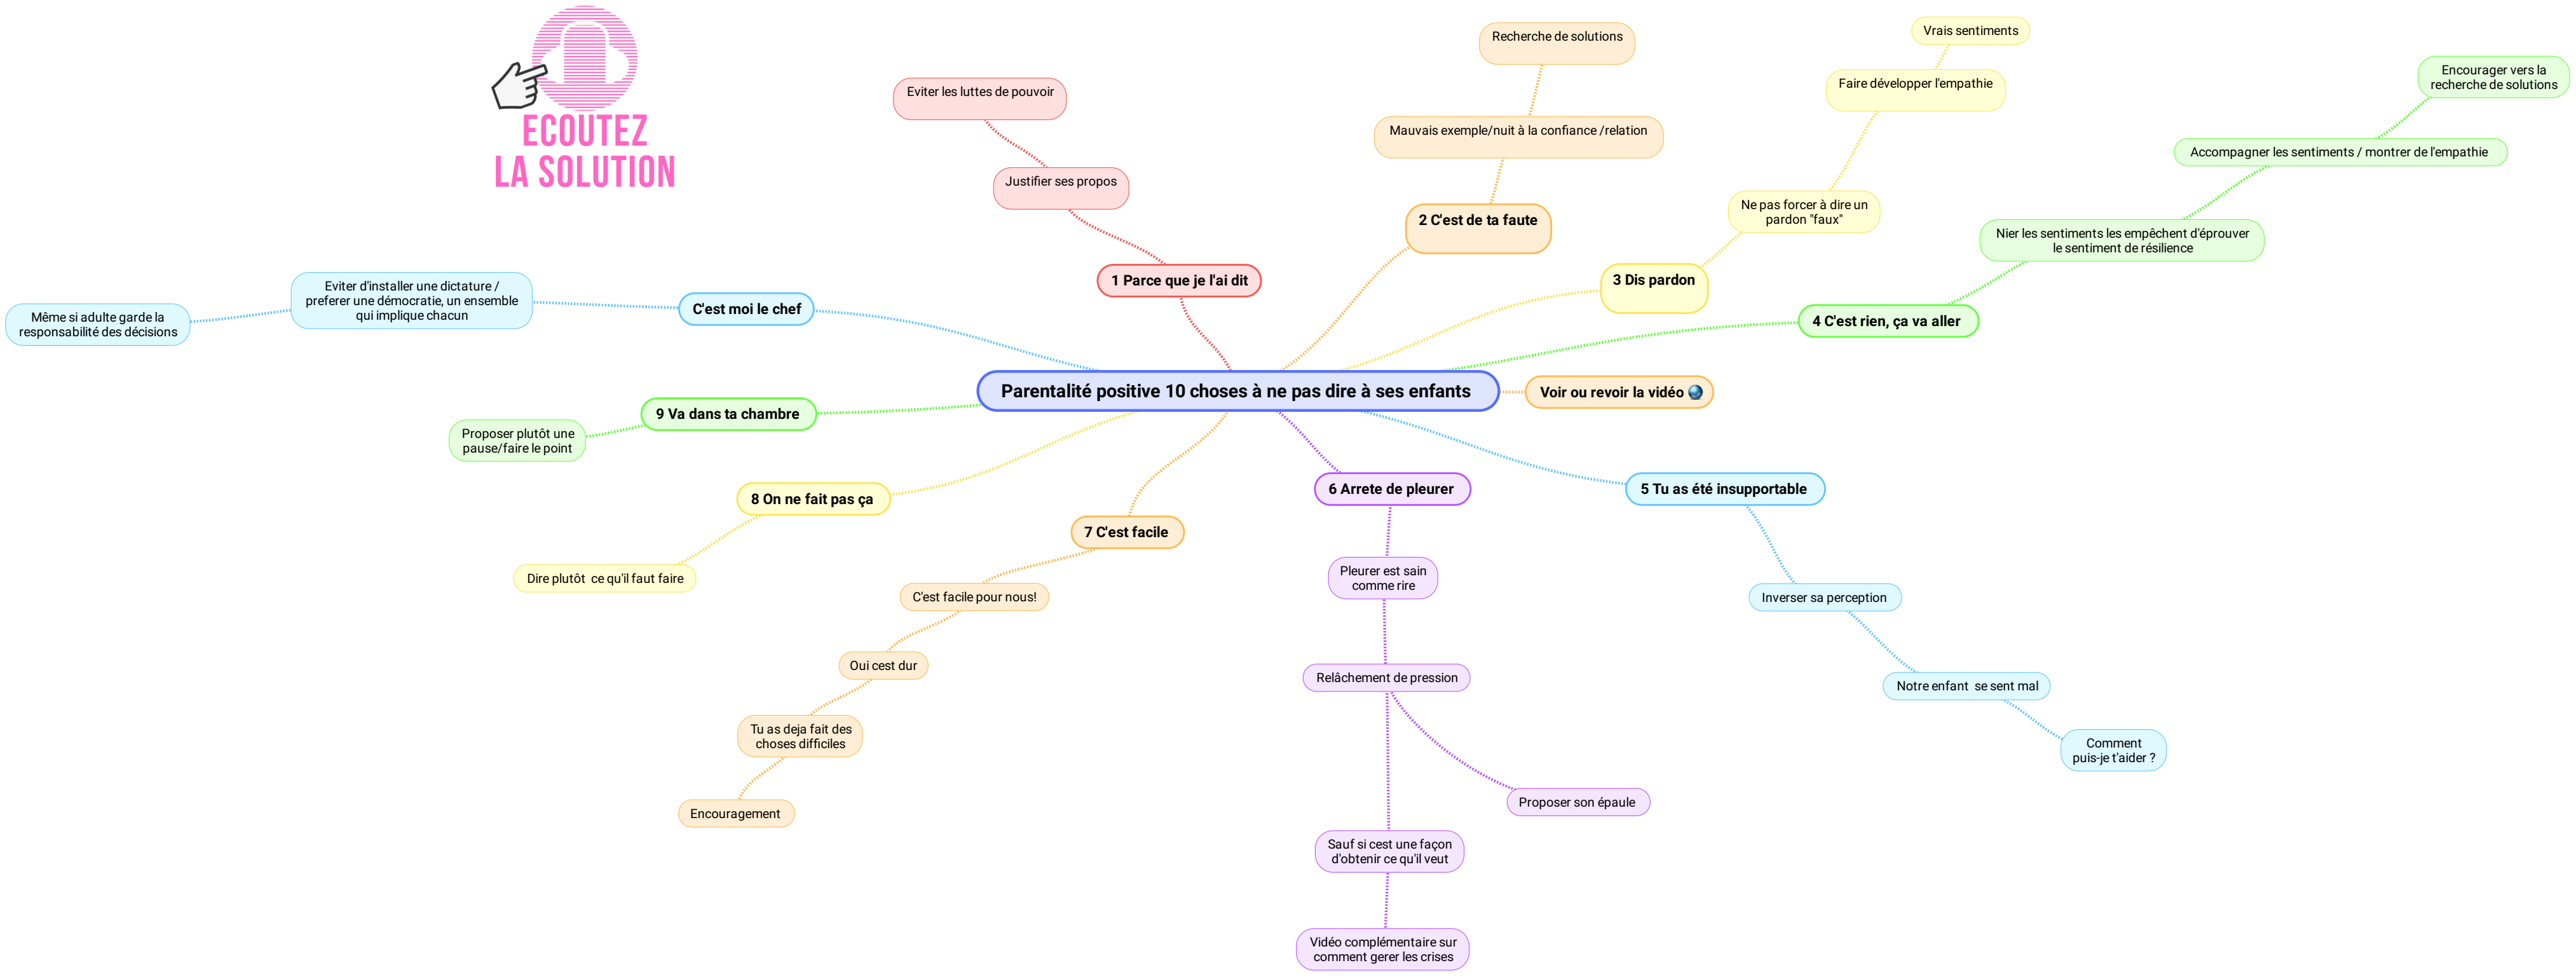 ECOUTEZ
LA SOLUTION
Parentalité positive 10 choses à ne pas dire à ses enfants
1 Parce que je l'ai dit
Justifier ses propos
Eviter les luttes de pouvoir
2 C'est de ta faute
Mauvais exemple/nuit à la confiance /relation
Recherche de solutions
3 Dis pardon
Ne pas forcer à dire un
pardon "faux"
Faire développer l'empathie
Vrais sentiments
4 C'est rien, ça va aller
Nier les sentiments les empêchent d'éprouver
le sentiment de résilience
Accompagner les sentiments / montrer de l'empathie
Encourager vers la
recherche de solutions
Voir ou revoir la vidéo
5 Tu as été insupportable
Inverser sa perception
Notre enfant  se sent mal
Comment
puis-je t'aider ?
6 Arrete de pleurer
Pleurer est sain
comme rire
Relâchement de pression
Proposer son épaule
Sauf si cest une façon
d'obtenir ce qu'il veut
Vidéo complémentaire sur
comment gerer les crises
7 C'est facile
C'est facile pour nous!
Oui cest dur
Tu as deja fait des
choses difficiles
Encouragement
8 On ne fait pas ça
Dire plutôt  ce qu'il faut faire
9 Va dans ta chambre
Proposer plutôt une
pause/faire le point
C'est moi le chef
Eviter d'installer une dictature /
preferer une démocratie, un ensemble
qui implique chacun
Même si adulte garde la
responsabilité des décisions